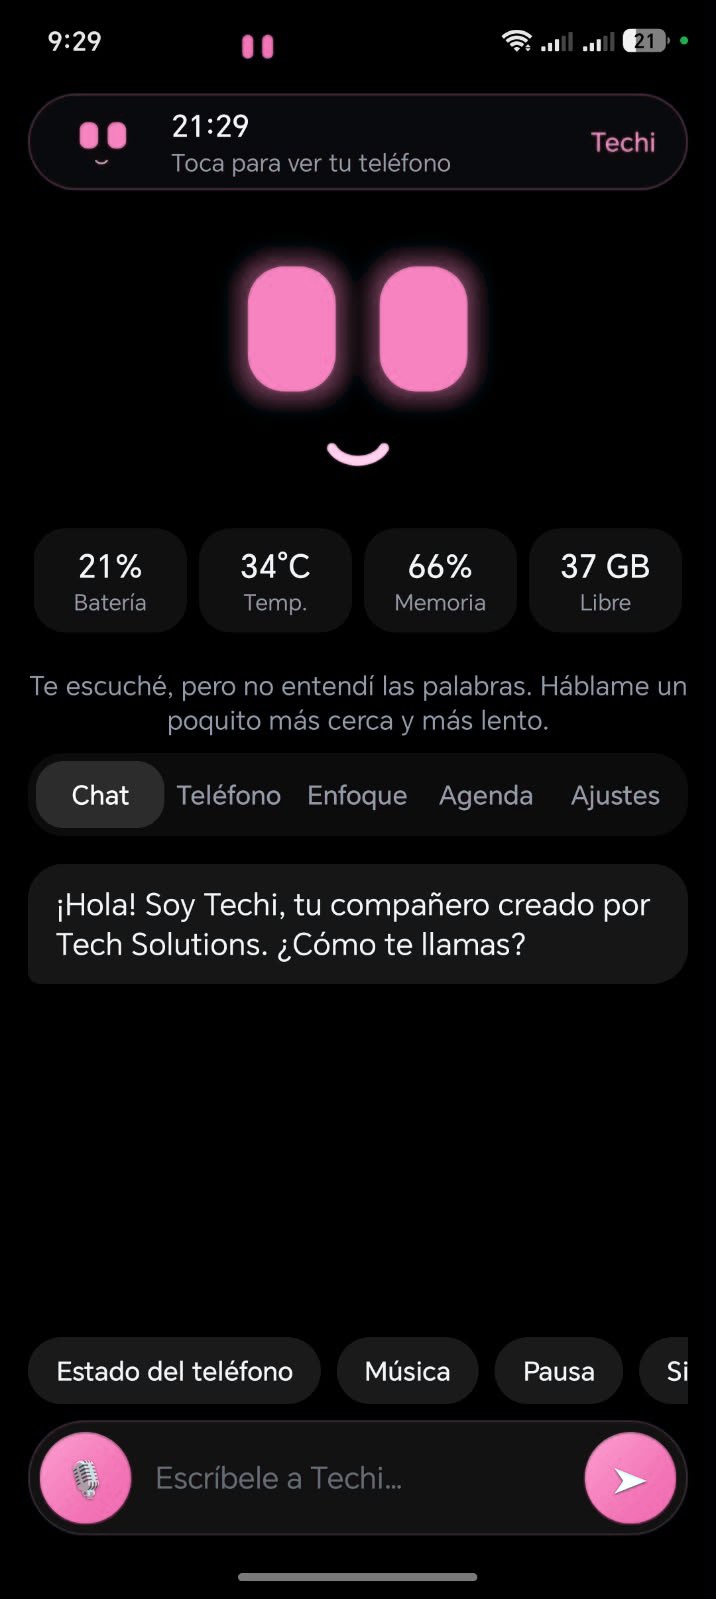 9:29
21
21:29
Toca para ver tu teléfono
Techi
21%
Batería
34°C
Temp.
66%
Memoria
37 GB
Libre
Te escuché, pero no entendí las palabras. Háblame un
poquito más cerca y más lento.
Chat Teléfono Enfoque Agenda Ajustes
¡Hola! Soy Techi, tu compañero creado por
Tech Solutions. ¿Cómo te llamas?
Estado del teléfono Música Pausa Si
Escríbele a Techi...